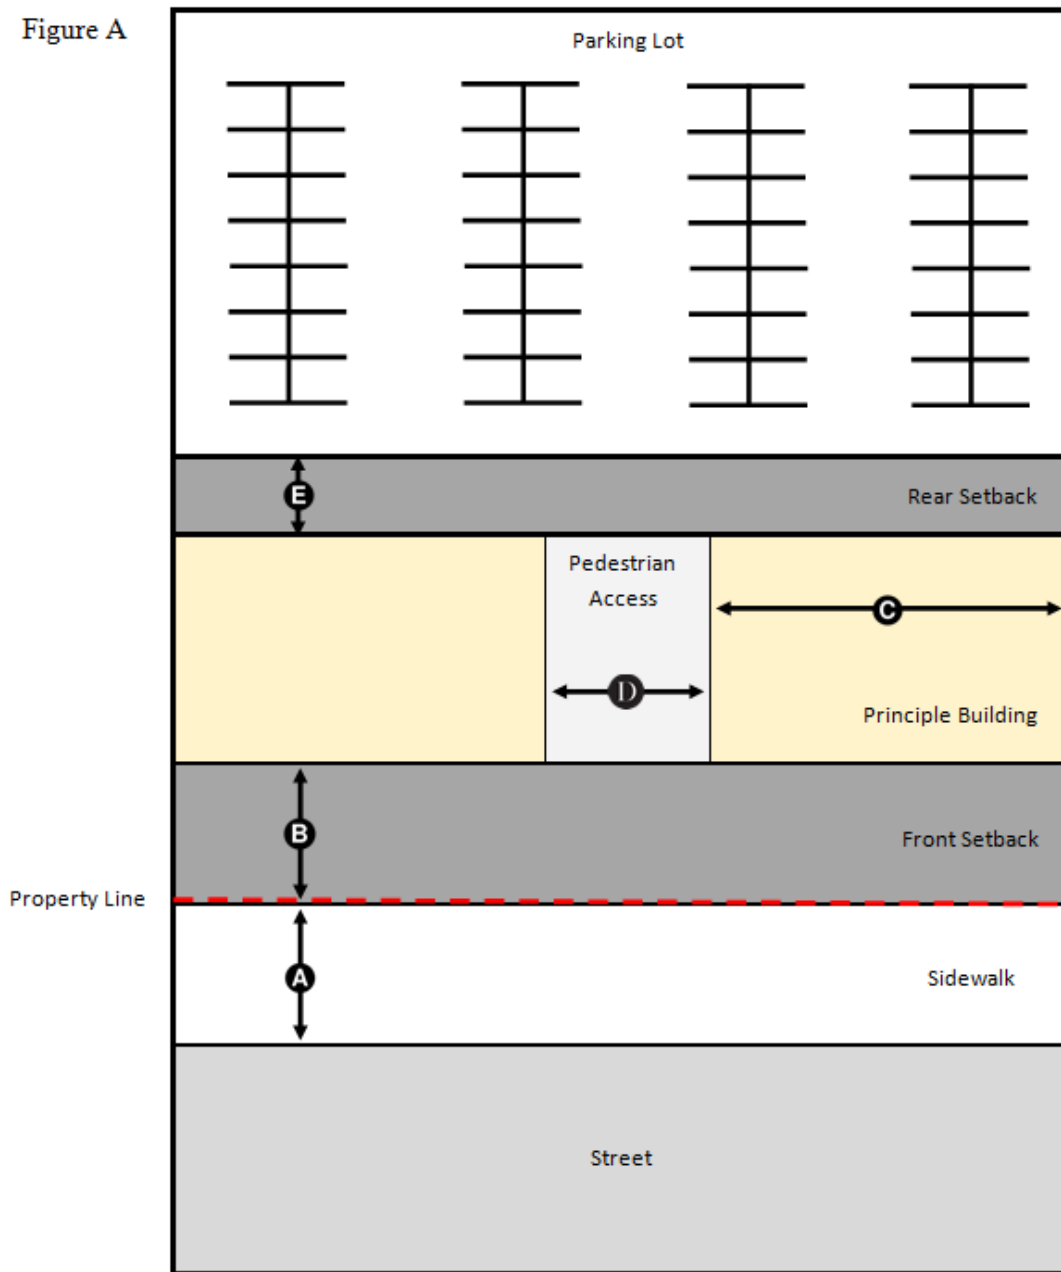 Figure A
Parking Lot
E
Rear Setback
Pedestrian
Access
C
D
Principle Building
B
Front Setback
Property Line
A
Sidewalk
Street